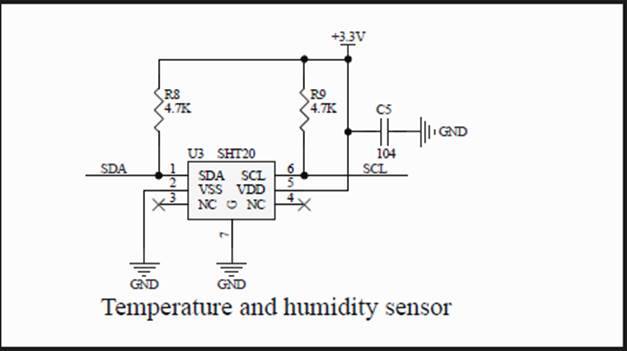 +3.3V
R8
4.7K
R9
4.7K
C5
104
GND
U3 SHT20
SDA
1
2
3
SDA SCL
VSS VDD
NC G NC
6
5
4
SCL
7
GND
GND
Temperature and humidity sensor